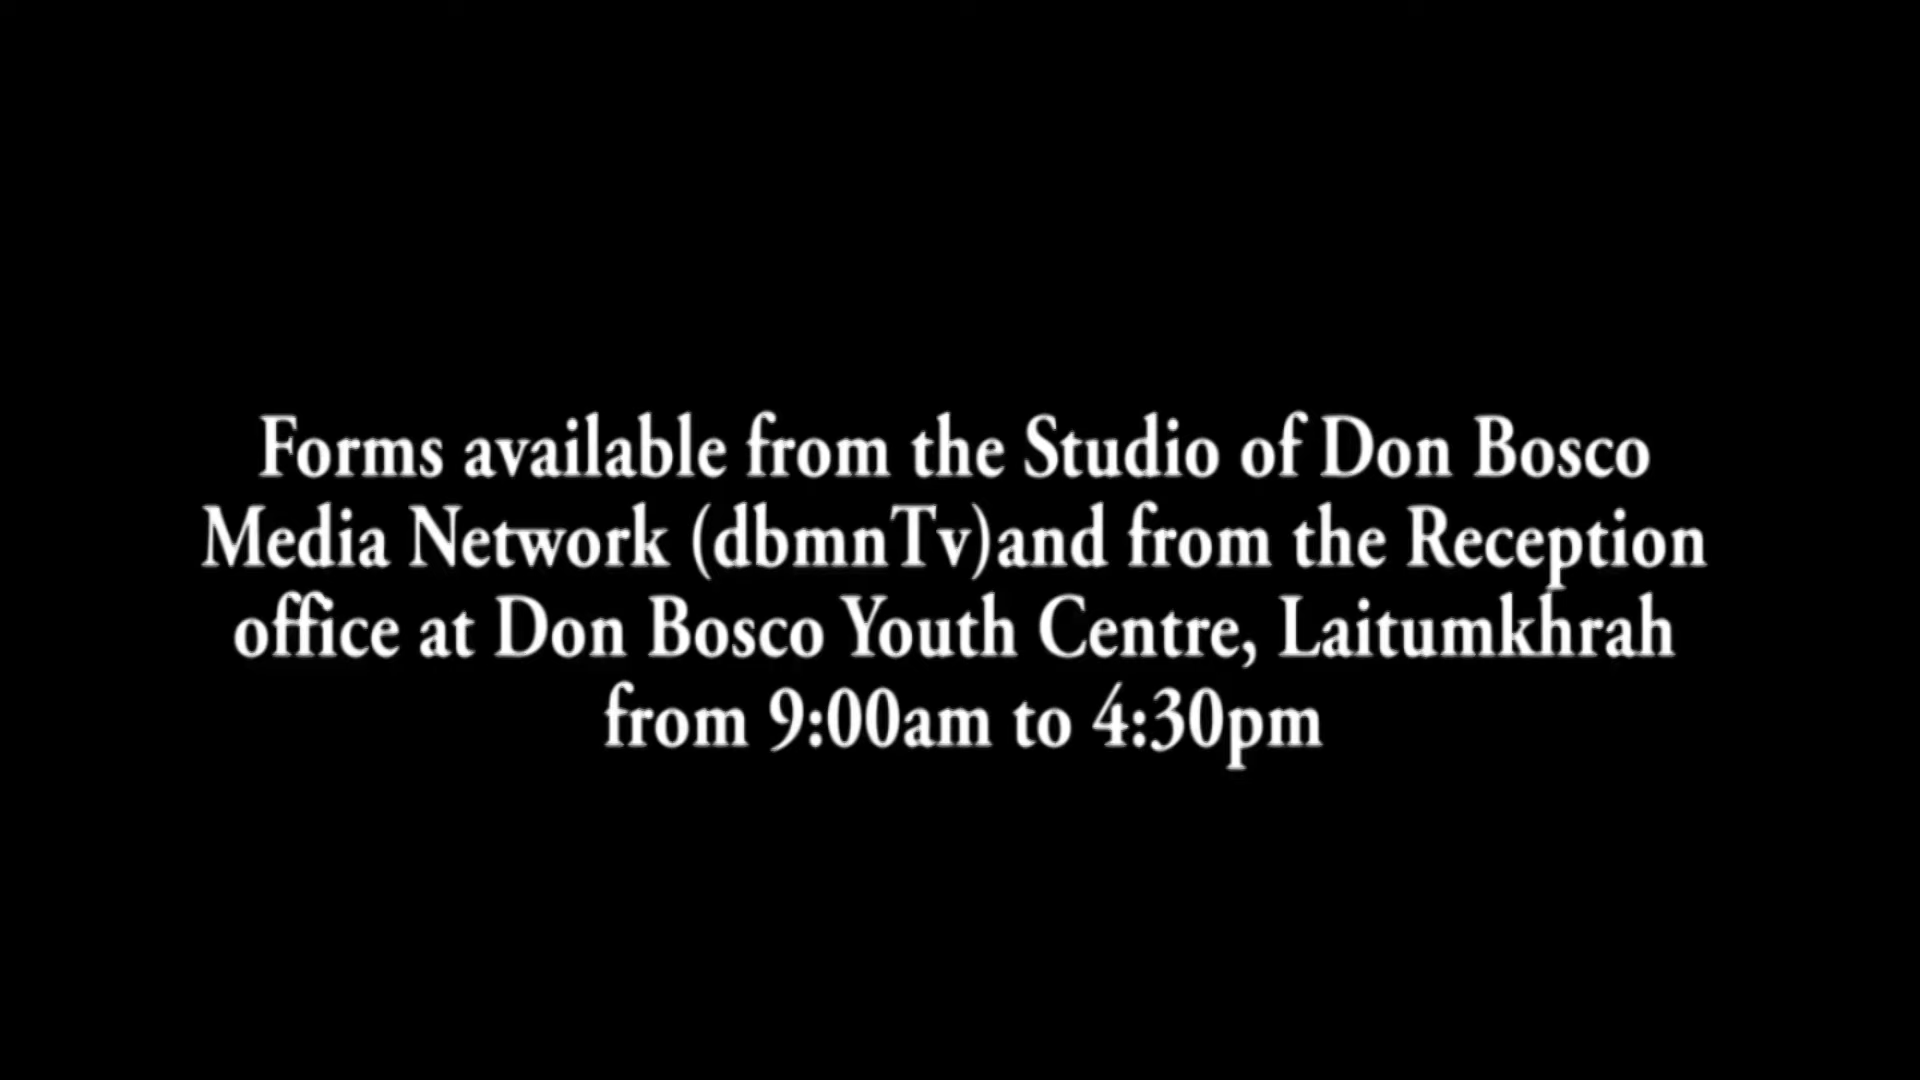 Forms available from the Studio of Don Bosco
Media Network (dbmnTv)and from the Reception
office at Don Bosco Youth Centre, Laitumkhrah
from 9:00am to 4:30pm